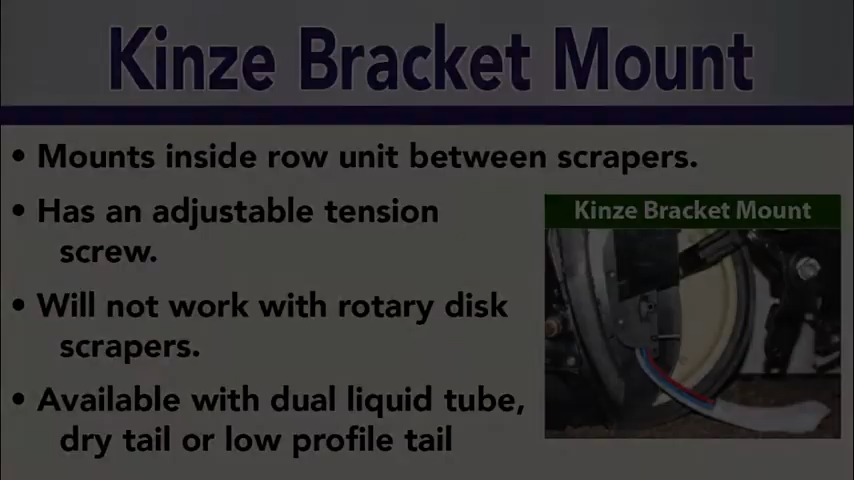 Kinze Bracket Mount
• Mounts inside row unit between scrapers.
• Has an adjustable tension
screw.
Kinze Bracket Mount
• Will not work with rotary disk
scrapers.
• Available with dual liquid tube,
dry tail or low profile tail